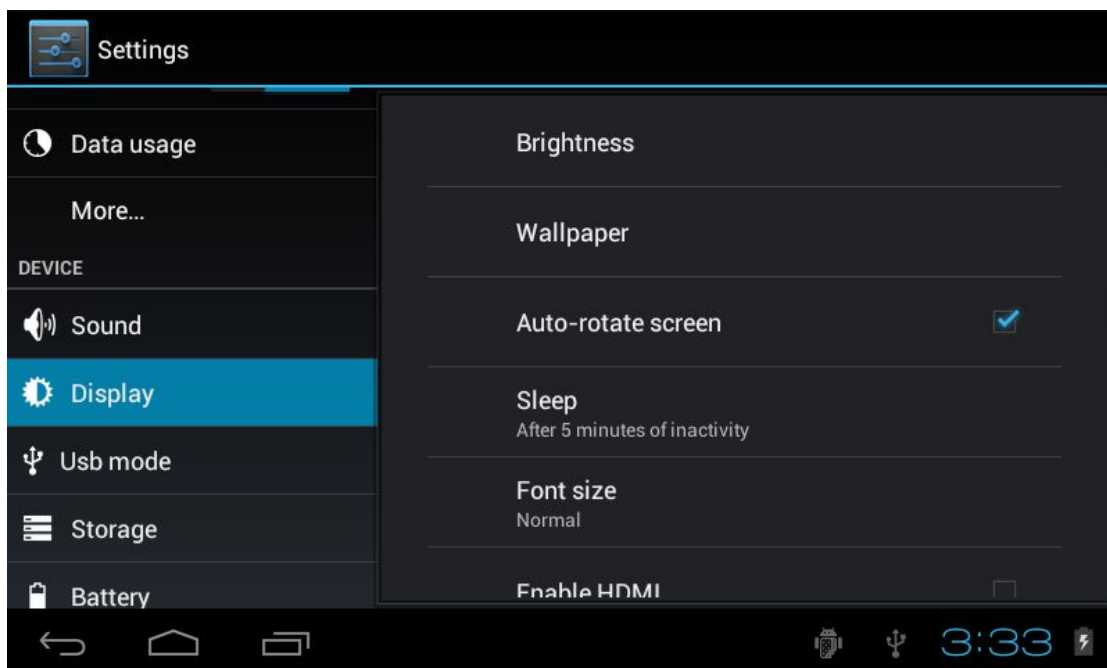 Settings
Data usage
More...
DEVICE
Sound
Display
Usb mode
Storage
Battery
Brightness
Wallpaper
Auto-rotate screen
Sleep
After 5 minutes of inactivity
Font size
Normal
Enable HDMI
3:33